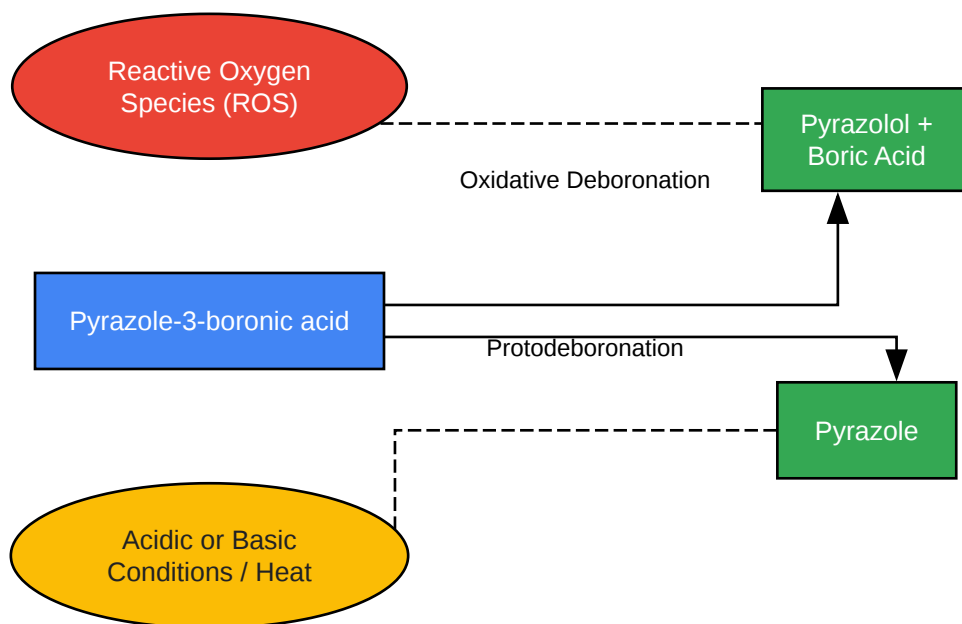 Reactive Oxygen
Species (ROS)
Pyrazolol +
Boric Acid
Oxidative Deboronation
Pyrazole-3-boronic acid
Protodeboronation
Pyrazole
Acidic or Basic
Conditions / Heat